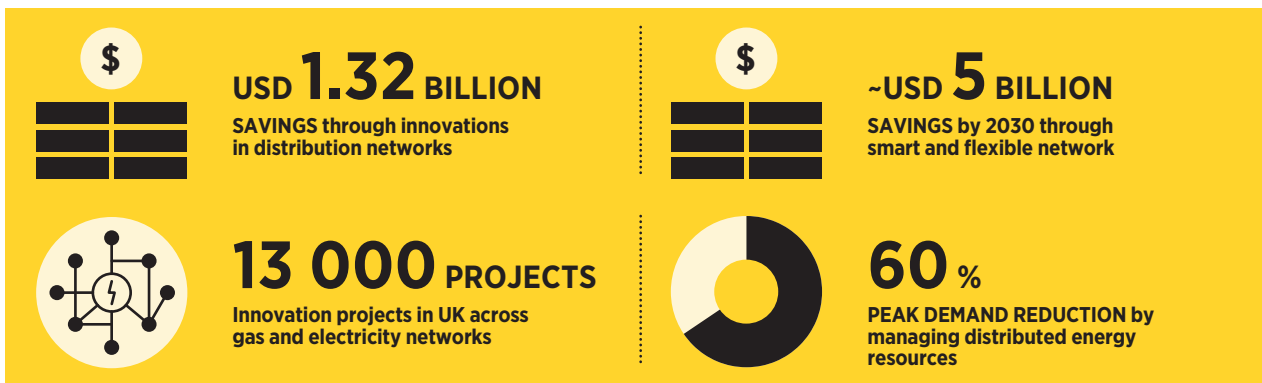 $
USD 1.32 BILLION
SAVINGS through innovations
in distribution networks
$
~USD 5 BILLION
SAVINGS by 2030 through
smart and flexible network
13 000 PROJECTS
Innovation projects in UK across
gas and electricity networks
60 %
PEAK DEMAND REDUCTION by
managing distributed energy
resources